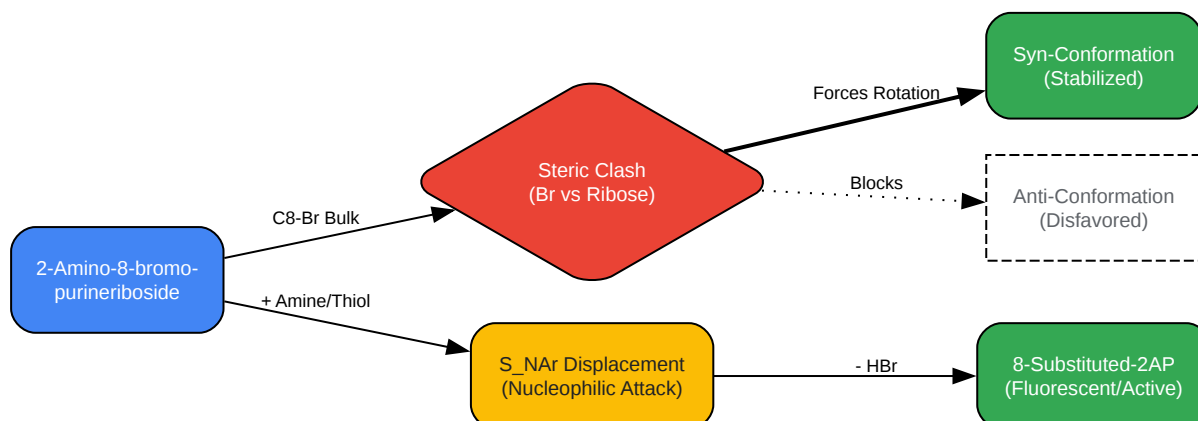 2-Amino-8-bromo-
purineriboside
C8-Br Bulk
+ Amine/Thiol
Steric Clash
(Br vs Ribose)
Forces Rotation
Blocks
Syn-Conformation
(Stabilized)
Anti-Conformation
(Disfavored)
S_NAr Displacement
(Nucleophilic Attack)
- HBr
8-Substituted-2AP
(Fluorescent/Active)